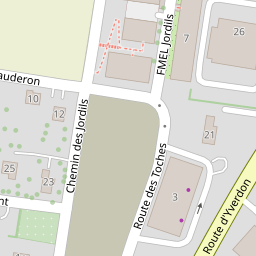 FMEL Jordils
7
26
auderon
10
12
Chemin des Jordils
21
25
23
3
Route des Toches
Route d'Yverdon
nt